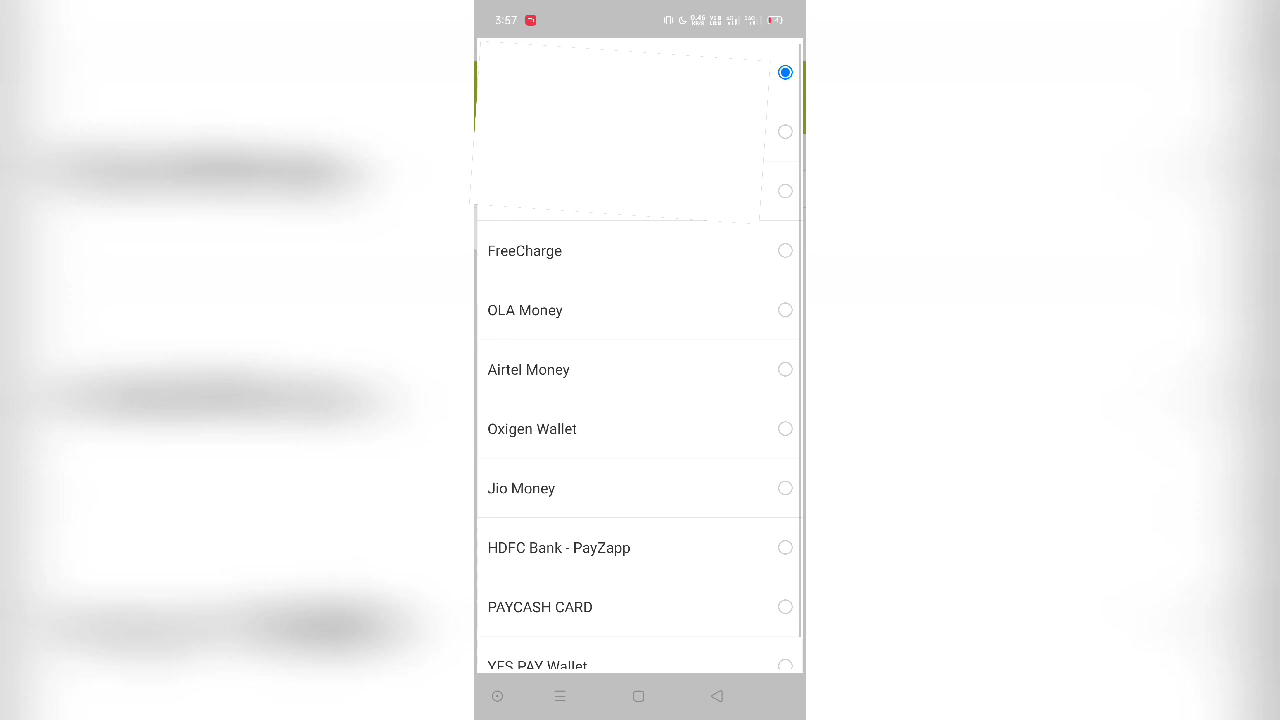 3:57
FreeCharge
OLA Money
Airtel Money
Oxigen Wallet
Jio Money
HDFC Bank - PayZapp
PAYCASH CARD
YES PAY Wallet